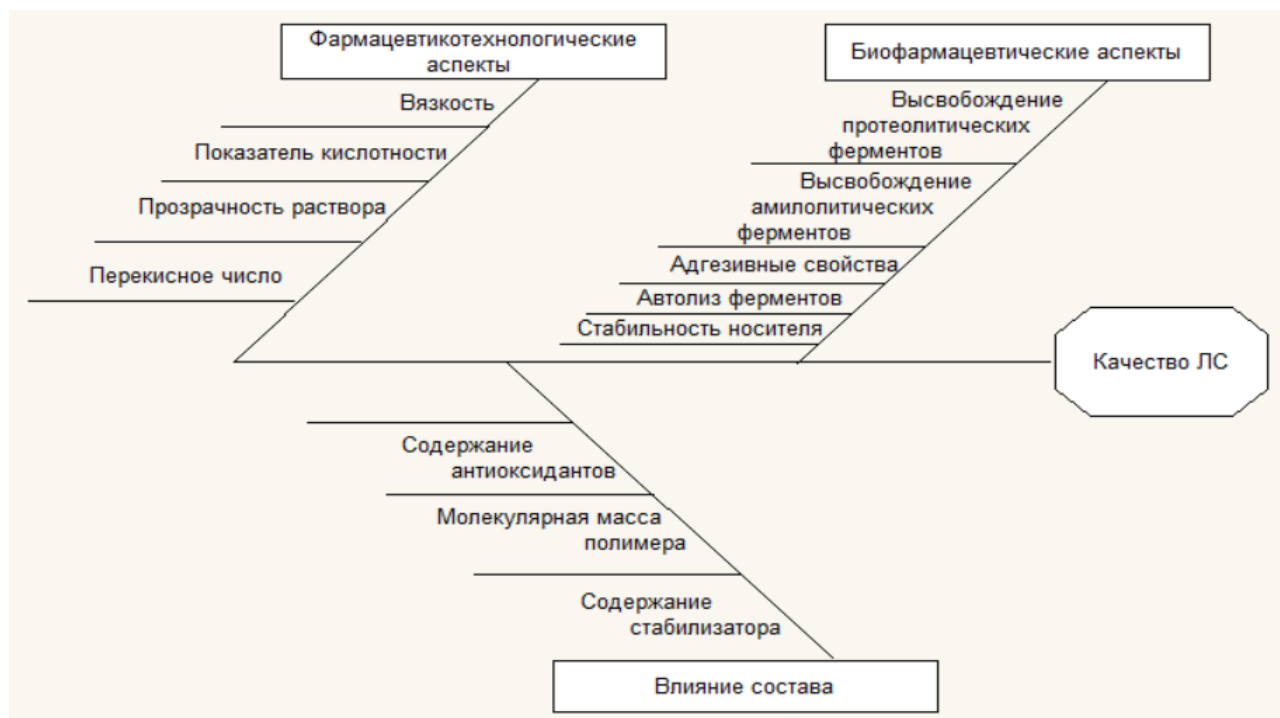 Фармацевтикотехнологические
аспекты
Вязкость
Показатель кислотности
Прозрачность раствора
Перекисное число
Биофармацевтические аспекты
Высвобождение
протеолитических
ферментов
Высвобождение
амилолитических
ферментов
Адгезивные свойства
Автолиз ферментов
Стабильность носителя
Качество ЛС
Содержание
антиоксидантов
Молекулярная масса
полимера
Содержание
стабилизатора
Влияние состава